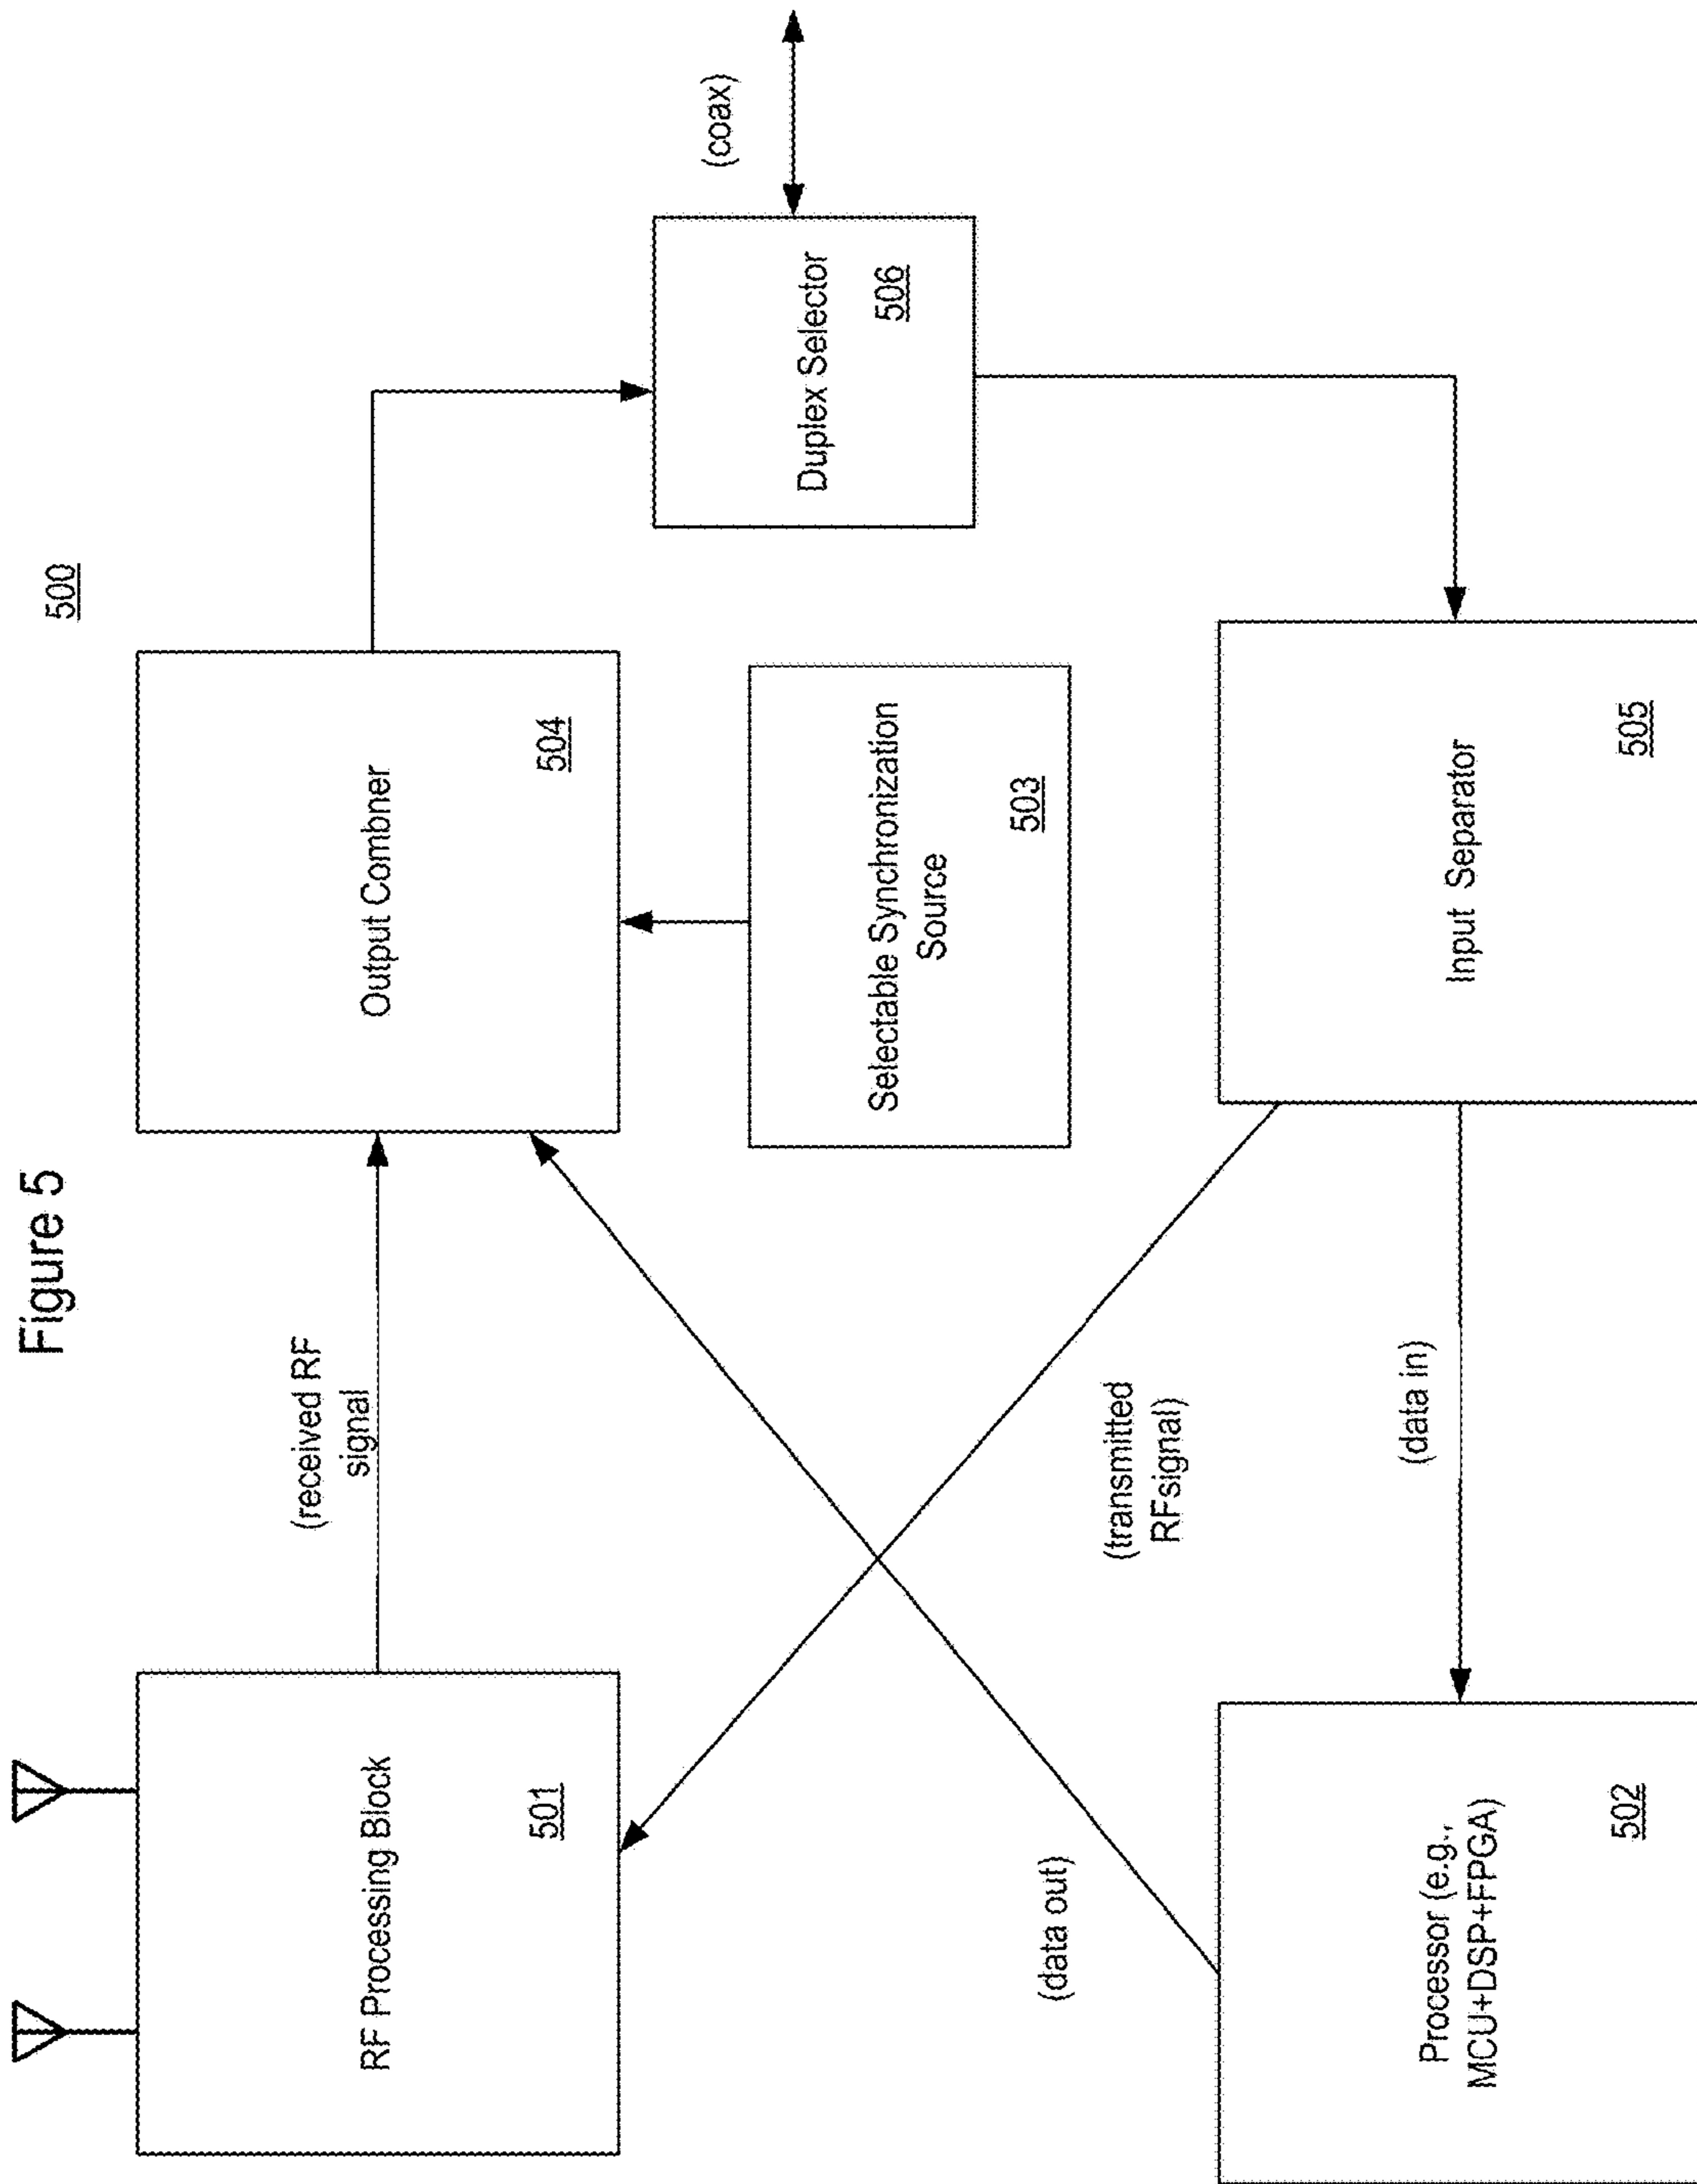 Figure 5
500
RF Processing Block
501
(received RF
signal
Output Combner
504
Selectable Synchronization
Source
503
Duplex Selector
506
(coax)
(data out)
(transmitted
RFsignal)
Processor (e.g.,
MCU+DSP+FPGA)
502
(data in)
Input Separator
505